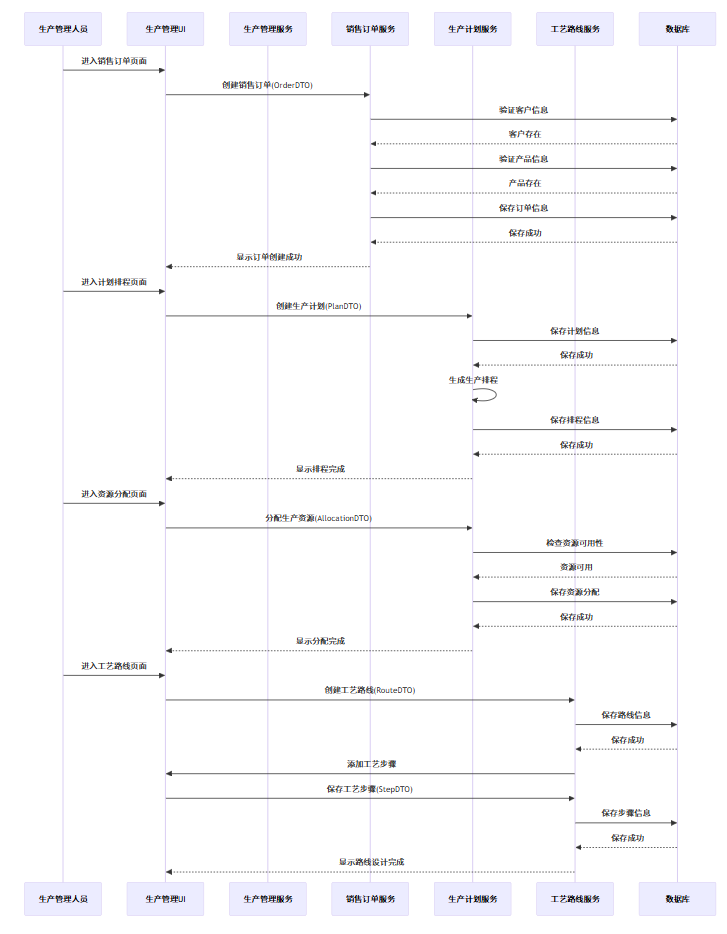 生产管理人员 生产管理UI 生产管理服务 销售订单服务 生产计划服务 工艺路线服务 数据库
进入销售订单页面
创建销售订单(OrderDTO)
验证客户信息
客户存在
验证产品信息
产品存在
保存订单信息
保存成功
显示订单创建成功
进入计划排程页面
创建生产计划(PlanDTO)
保存计划信息
保存成功
生成生产排程
保存排程信息
保存成功
显示排程完成
进入资源分配页面
分配生产资源(AllocationDTO)
检查资源可用性
资源可用
保存资源分配
保存成功
显示分配完成
进入工艺路线页面
创建工艺路线(RouteDTO)
保存路线信息
保存成功
添加工艺步骤
保存工艺步骤(StepDTO)
保存步骤信息
保存成功
显示路线设计完成
生产管理人员 生产管理UI 生产管理服务 销售订单服务 生产计划服务 工艺路线服务 数据库